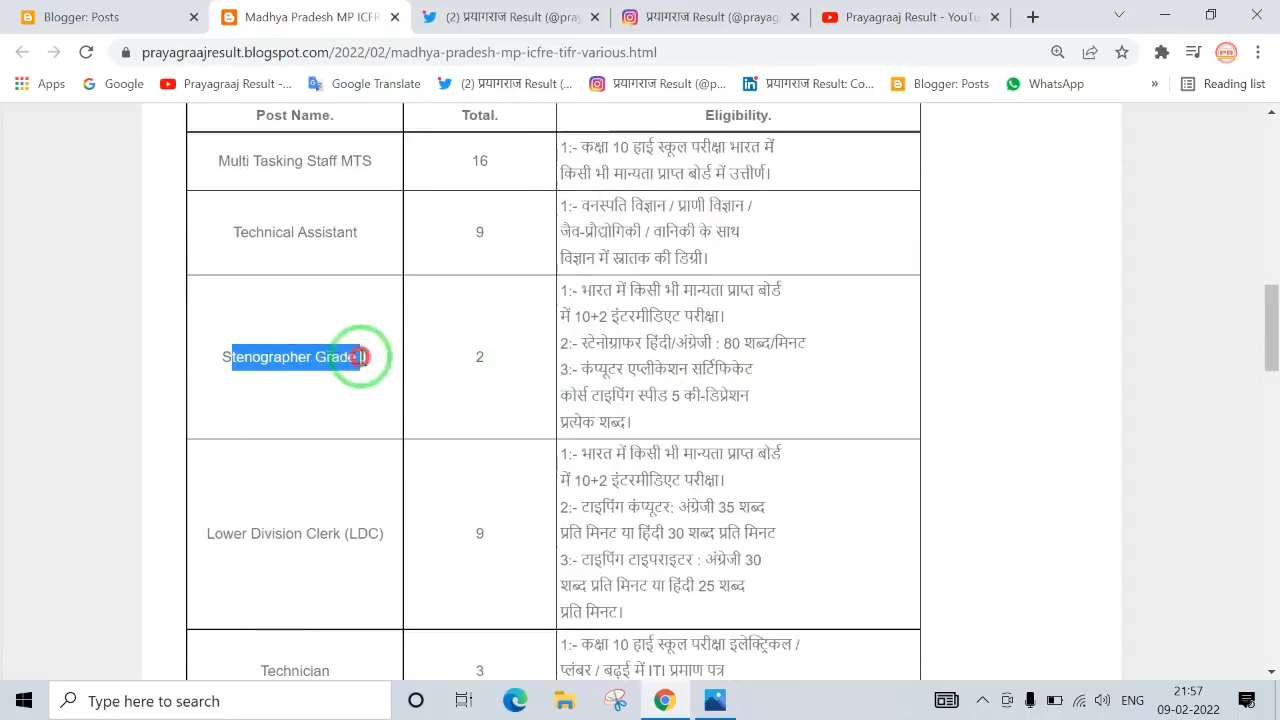 Blogger: Posts
Madhya Pradesh MP ICFR
(2) प्रयागराज Result (@pray
प्रयागराज Result (@prayag
Prayagraaj Result - YouTu
prayagraajresult.blogspot.com/2022/02/madhya-pradesh-mp-icfre-tifr-various.html
Apps
Google
Prayagraaj Result -...
Google Translate
(2) प्रयागराज Result (...
प्रयागराज Result (@p...
प्रयागराज Result: Co...
Blogger: Posts
WhatsApp
»
Reading list
Post Name.
Total.
Eligibility.
Multi Tasking Staff MTS
16
1:- कक्षा 10 हाई स्कूल परीक्षा भारत में
किसी भी मान्यता प्राप्त बोर्ड में उत्तीर्ण।
Technical Assistant
9
1:- वनस्पति विज्ञान / प्राणी विज्ञान /
जैव-प्रौद्योगिकी / वानिकी के साथ
विज्ञान में स्नातक की डिग्री।
Stenographer Grade II
2
1:- भारत में किसी भी मान्यता प्राप्त बोर्ड
में 10+2 इंटरमीडिएट परीक्षा।
2:- स्टेनोग्राफर हिंदी/अंग्रेजी : 80 शब्द/मिनट
3:- कंप्यूटर एप्लीकेशन सर्टिफिकेट
कोर्स टाइपिंग स्पीड 5 की-डिप्रेशन
प्रत्येक शब्द।
Lower Division Clerk (LDC)
9
1:- भारत में किसी भी मान्यता प्राप्त बोर्ड
में 10+2 इंटरमीडिएट परीक्षा।
2:- टाइपिंग कंप्यूटर: अंग्रेजी 35 शब्द
प्रति मिनट या हिंदी 30 शब्द प्रति मिनट
3:- टाइपिंग टाइपराइटर : अंग्रेजी 30
शब्द प्रति मिनट या हिंदी 25 शब्द
प्रति मिनट।
Technician
3
1:- कक्षा 10 हाई स्कूल परीक्षा इलेक्ट्रिकल /
प्लंबर / बढ़ई में ITI प्रमाण पत्र
Type here to search
ENG
21:57
09-02-2022